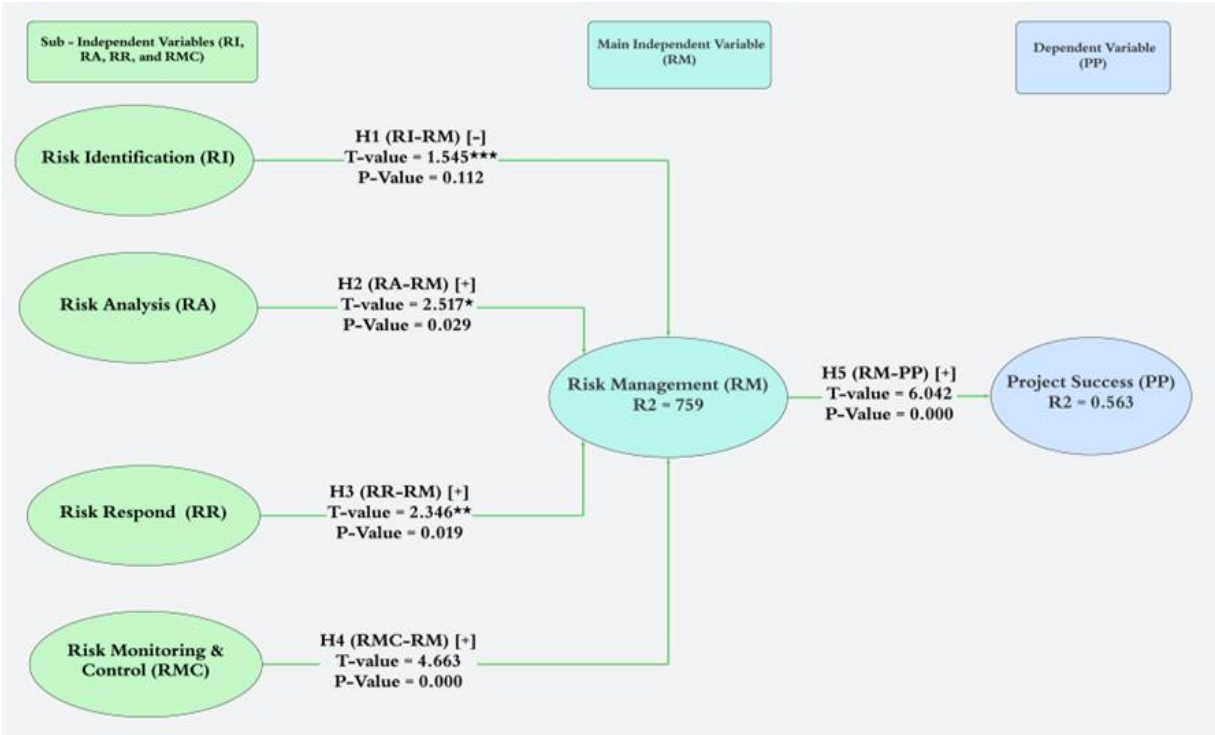 Sub - Independent Variables (RI,
RA, RR, and RMC)
Main Independent Variable
(RM)
Dependent Variable
(PP)
Risk Identification (RI)
H1 (RI-RM) [-]
T-value = 1.545***
P-Value = 0.112
Risk Analysis (RA)
H2 (RA-RM) [+]
T-value = 2.517*
P-Value = 0.029
Risk Management (RM)
R2 = 759
H5 (RM-PP) [+]
T-value = 6.042
P-Value = 0.000
Project Success (PP)
R2 = 0.563
Risk Respond (RR)
H3 (RR-RM) [+]
T-value = 2.346**
P-Value = 0.019
Risk Monitoring &
Control (RMC)
H4 (RMC-RM) [+]
T-value = 4.663
P-Value = 0.000